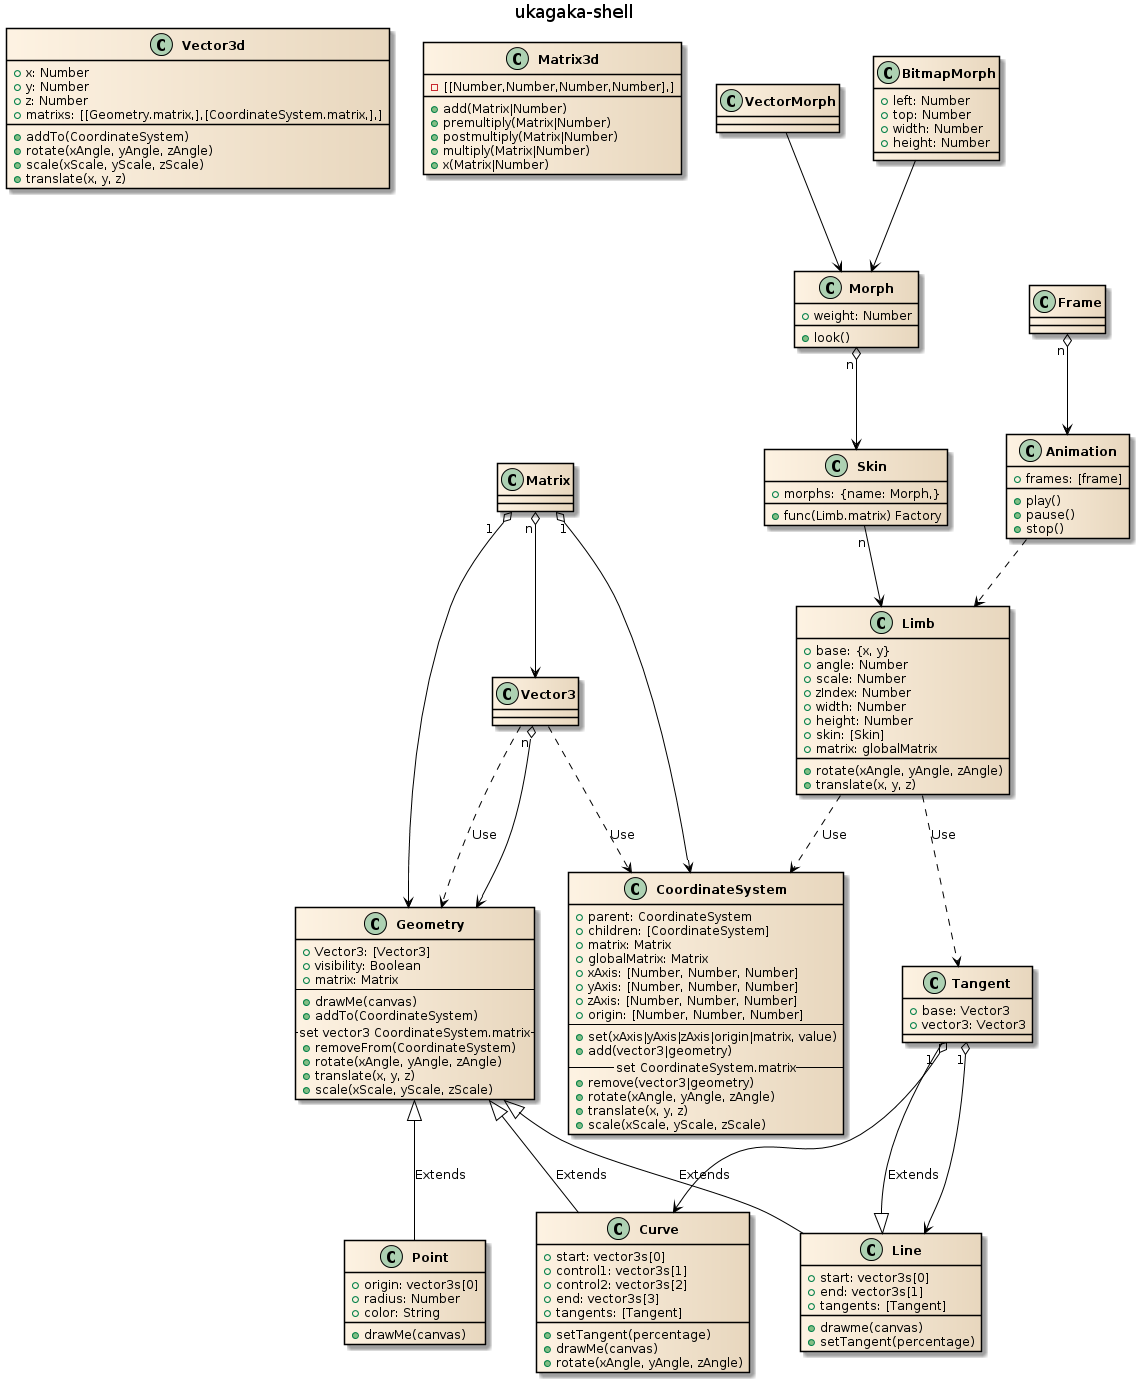 ukagaka-shell
C Vector3d
x: Number
y: Number
z: Number
matrixs: [[Geometry.matrix,],[CoordinateSystem.matrix,],]
addTo(CoordinateSystem)
rotate(xAngle, yAngle, zAngle)
scale(xScale, yScale, zScale)
translate(x, y, z)
C Matrix3d
[[Number,Number,Number,Number],]
add(Matrix|Number)
premultiply(Matrix|Number)
postmultiply(Matrix|Number)
multiply(Matrix|Number)
x(Matrix|Number)
C VectorMorph
C BitmapMorph
left: Number
top: Number
width: Number
height: Number
C Morph
weight: Number
look()
n
C Frame
n
C Skin
morphs: {name: Morph,}
func(Limb.matrix) Factory
n
C Animation
frames: [frame]
play()
pause()
stop()
C Matrix
1
n
1
C Vector3
n
Use
Use
C Limb
base: {x, y}
angle: Number
scale: Number
zIndex: Number
width: Number
height: Number
skin: [Skin]
matrix: globalMatrix
rotate(xAngle, yAngle, zAngle)
translate(x, y, z)
Use
Use
C Geometry
Vector3: [Vector3]
visibility: Boolean
matrix: Matrix
drawMe(canvas)
addTo(CoordinateSystem)
set vector3 CoordinateSystem.matrix
removeFrom(CoordinateSystem)
rotate(xAngle, yAngle, zAngle)
translate(x, y, z)
scale(xScale, yScale, zScale)
C CoordinateSystem
parent: CoordinateSystem
children: [CoordinateSystem]
matrix: Matrix
globalMatrix: Matrix
xAxis: [Number, Number, Number]
yAxis: [Number, Number, Number]
zAxis: [Number, Number, Number]
origin: [Number, Number, Number]
set(xAxis|yAxis|zAxis|origin|matrix, value)
add(vector3|geometry)
set CoordinateSystem.matrix
remove(vector3|geometry)
rotate(xAngle, yAngle, zAngle)
translate(x, y, z)
scale(xScale, yScale, zScale)
C Tangent
base: Vector3
vector3: Vector3
1
1
Extends
Extends
Extends
Extends
C Point
origin: vector3s[0]
radius: Number
color: String
drawMe(canvas)
C Curve
start: vector3s[0]
control1: vector3s[1]
control2: vector3s[2]
end: vector3s[3]
tangents: [Tangent]
setTangent(percentage)
drawMe(canvas)
rotate(xAngle, yAngle, zAngle)
C Line
start: vector3s[0]
end: vector3s[1]
tangents: [Tangent]
drawme(canvas)
setTangent(percentage)